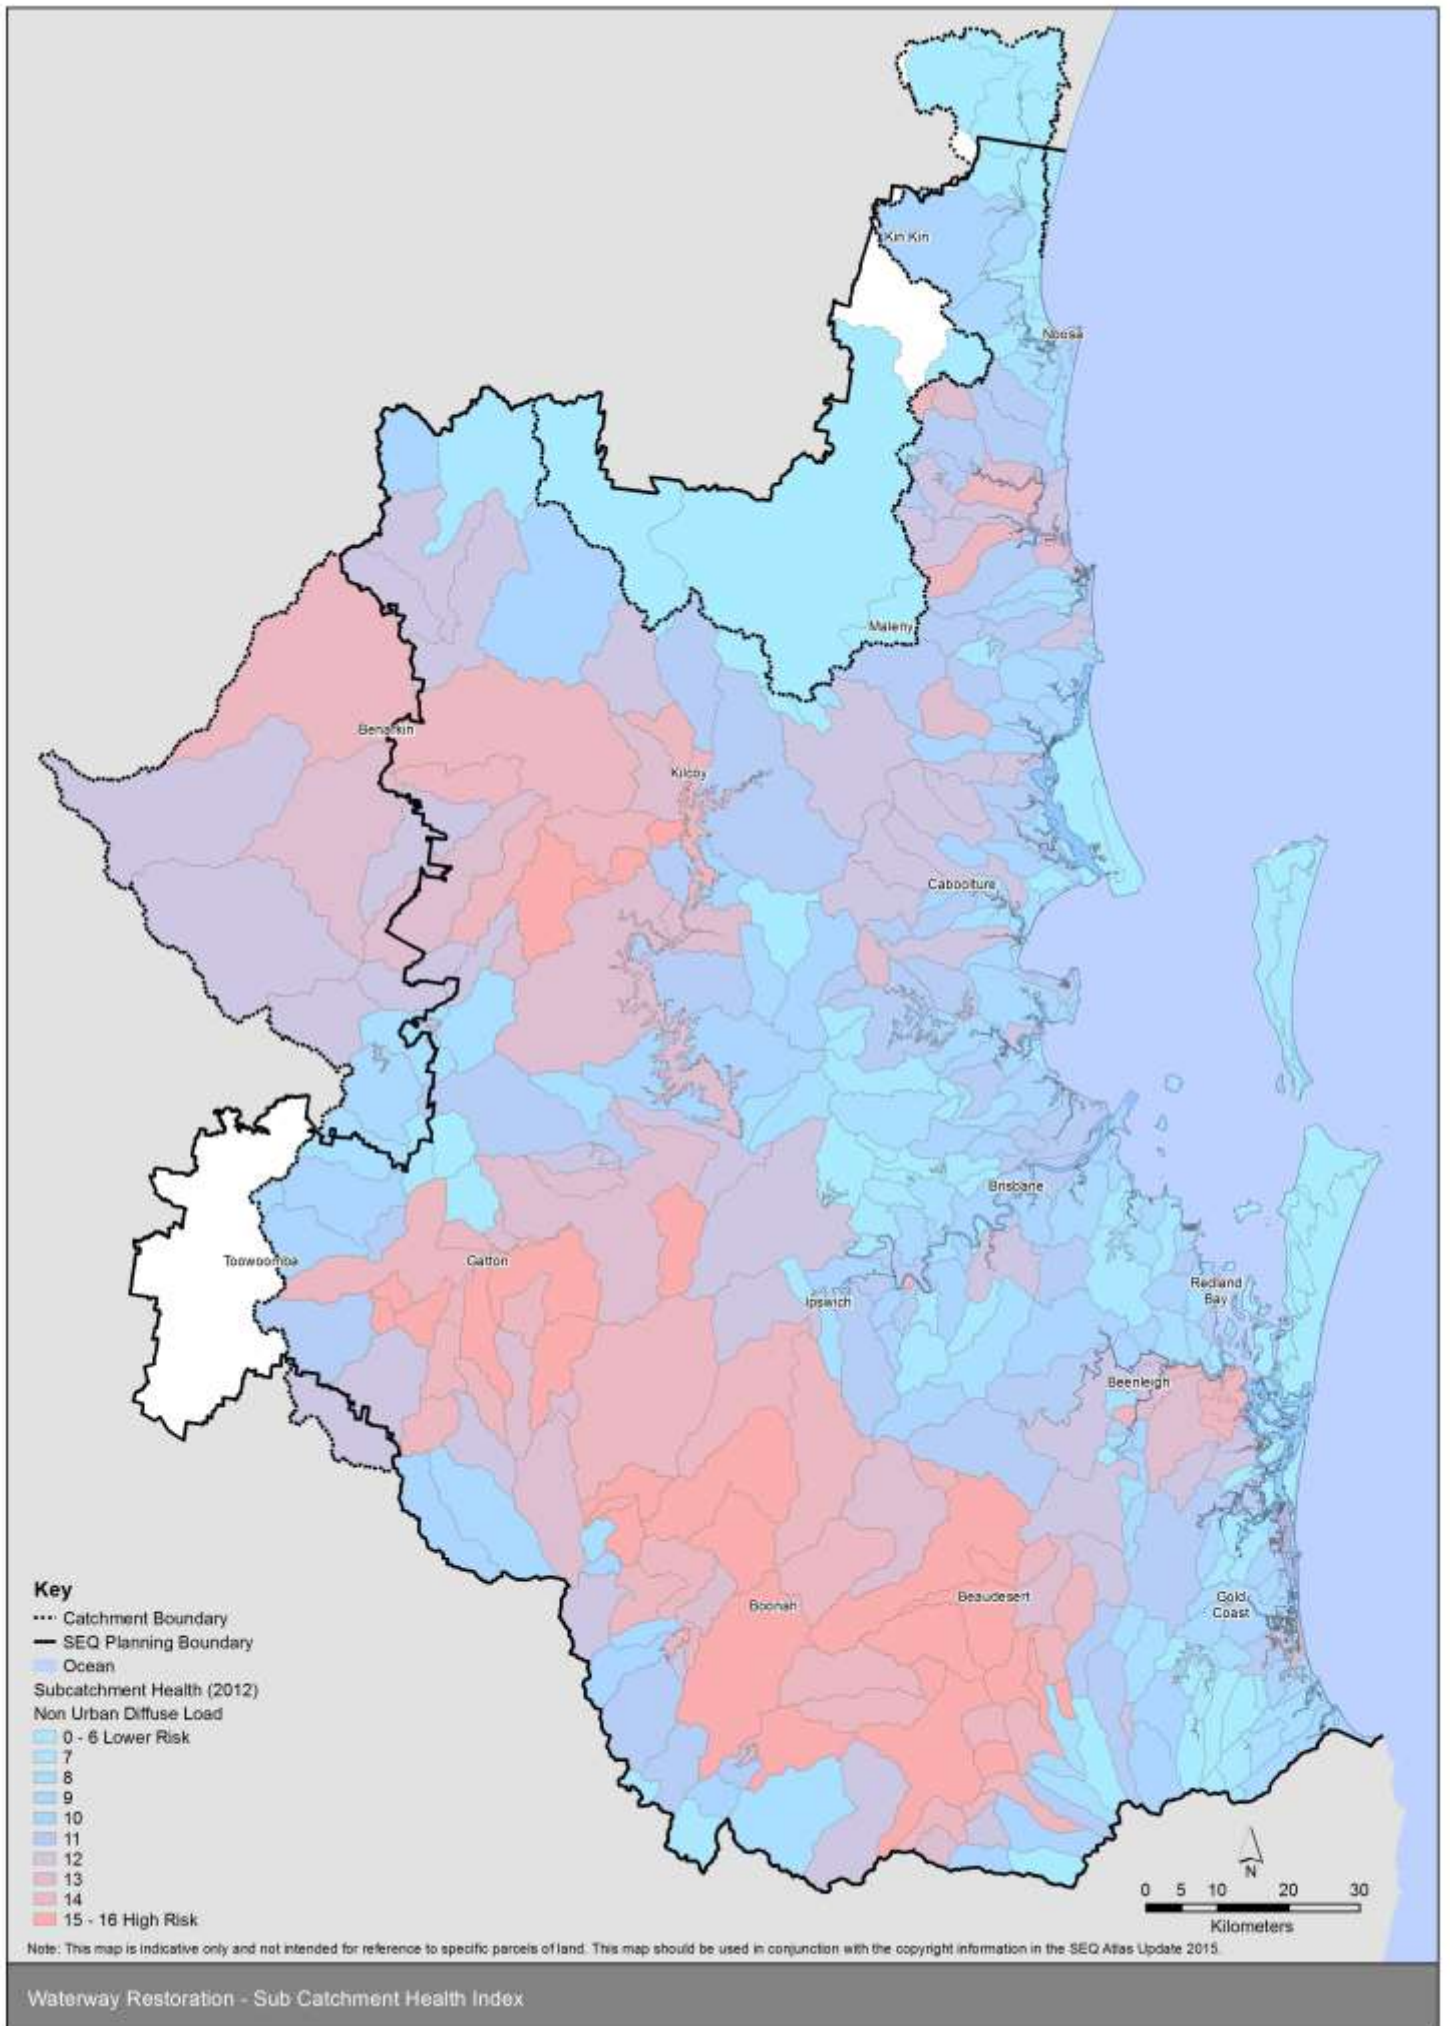 Kin Kin
Noosa
Maleny
Benarkin
Kilcoy
Caboolture
Brisbane
Toowoomba
Gatton
Ipswich
Redland
Bay
Beenleigh
Boonah
Beaudesert
Gold
Coast
Key
Catchment Boundary
SEQ Planning Boundary
Ocean
Subcatchment Health (2012)
Non Urban Diffuse Load
0 - 6 Lower Risk
7
8
9
10
11
12
13
14
15 - 16 High Risk
N
0 5 10 20 30
Kilometers
Note: This map is indicative only and not intended for reference to specific parcels of land. This map should be used in conjunction with the copyright information in the SEQ Atlas Update 2015.
Waterway Restoration - Sub Catchment Health Index